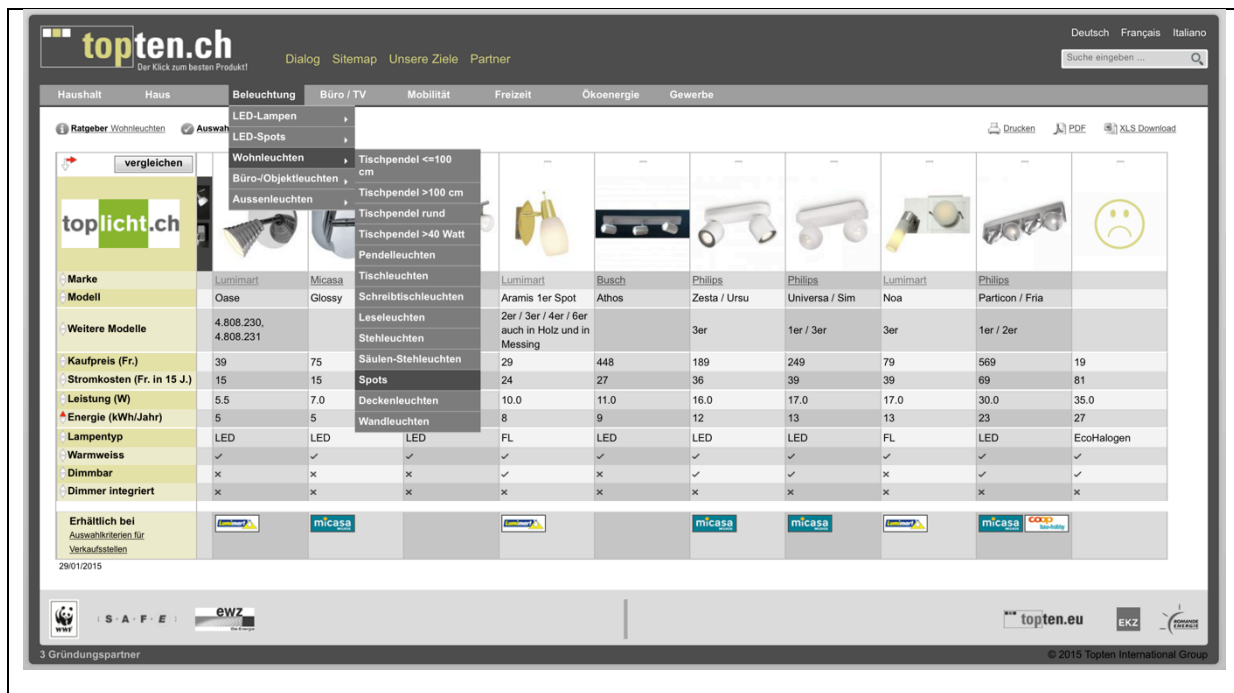 topten.ch
Der Klick zum besten Produkt!
Dialog Sitemap Unsere Ziele Partner
Deutsch Français Italiano
Suche eingeben ...
Haushalt Haus Beleuchtung Büro / TV Mobilität Freizeit Ökoenergie Gewerbe
Ratgeber Wohnleuchten
Drucken PDF XLS Download
LED-Lampen
LED-Spots
Wohnleuchten
Büro-/Objektleuchten
Aussenleuchten
Tischpendel <=100
cm
Tischpendel >100 cm
Tischpendel rund
Tischpendel >40 Watt
Pendelleuchten
Tischleuchten
Schreibtischleuchten
Leseleuchten
Stehleuchten
Säulen-Stehleuchten
Spots
Deckenleuchten
Wandleuchten
vergleichen
toplicht.ch
Marke Lumimart Micasa Lumimart Busch Philips Philips Lumimart Philips
Modell Oase Glossy Aramis 1er Spot Athos Zesta / Ursu Universa / Sim Noa Particon / Fria
Weitere Modelle
4.808.230,
4.808.231
2er / 3er / 4er / 6er
auch in Holz und in
Messing
3er 1er / 3er 3er 1er / 2er
Kaufpreis (Fr.) 39 75 29 448 189 249 79 569 19
Stromkosten (Fr. in 15 J.) 15 15 24 27 36 39 39 69 81
Leistung (W) 5.5 7.0 10.0 11.0 16.0 17.0 17.0 30.0 35.0
Energie (kWh/Jahr) 5 5 8 9 12 13 13 23 27
Lampentyp LED LED LED FL LED LED LED FL LED EcoHalogen
Warmweiss ✓ ✓ ✓ ✓ ✓ ✓ ✓ ✓ ✓ ✓
Dimmbar × × × ✓ × ✓ ✓ × ✓ ✓
Dimmer integriert × × × × × × × × × ×
Erhältlich bei
Auswahlkriterien für
Verkaufsstellen
Lumimart micasa Lumimart micasa micasa Lumimart micasa coop
29/01/2015
WWF S·A·F·E ewz
Die Energie
topten.eu EKZ ROMANDE ENERGIE
3 Gründungspartner
© 2015 Topten International Group